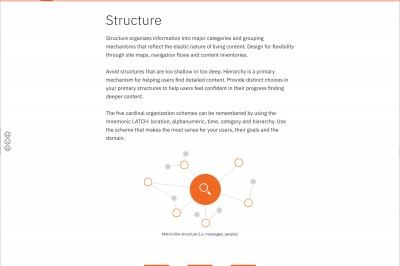 Structure
Structure organizes information into major categories and grouping
mechanisms that reflect the elastic nature of living content. Design for flexibility
through site maps, navigation flows and content inventories.
Avoid structures that are too shallow or too deep. Hierarchy is a primary
mechanism for helping users find detailed content. Provide distinct choices in
your primary structures to help users feel confident in their progress finding
deeper content.
The five cardinal organization schemes can be remembered by using the
mnemonic LATCH: location, alphanumeric, time, category and hierarchy. Use
the scheme that makes the most sense for your users, their goals and the
domain.
Matrix-like structure (i.e. messages, people)